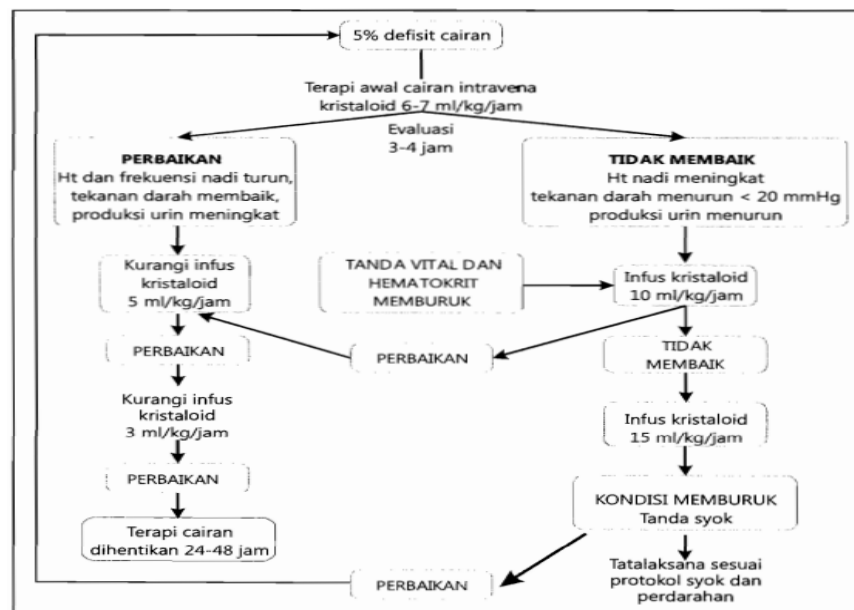 5% defisit cairan
Terapi awal cairan intravena
kristaloid 6-7 ml/kg/jam
Evaluasi
3-4 jam
PERBAIKAN
Ht dan frekuensi nadi turun,
tekanan darah membaik,
produksi urin meningkat
TIDAK MEMBAIK
Ht nadi meningkat
tekanan darah menurun < 20 mmHg
produksi urin menurun
Kurangi infus
kristaloid
5 ml/kg/jam
TANDA VITAL DAN
HEMATOKRIT
MEMBURUK
Infus kristaloid
10 ml/kg/jam
PERBAIKAN
PERBAIKAN
TIDAK
MEMBAIK
Kurangi infus
kristaloid
3 ml/kg/jam
Infus kristaloid
15 ml/kg/jam
PERBAIKAN
KONDISI MEMBURUK
Tanda syok
Terapi cairan
dihentikan 24-48 jam
PERBAIKAN
Tatalaksana sesuai
protokol syok dan
perdarahan